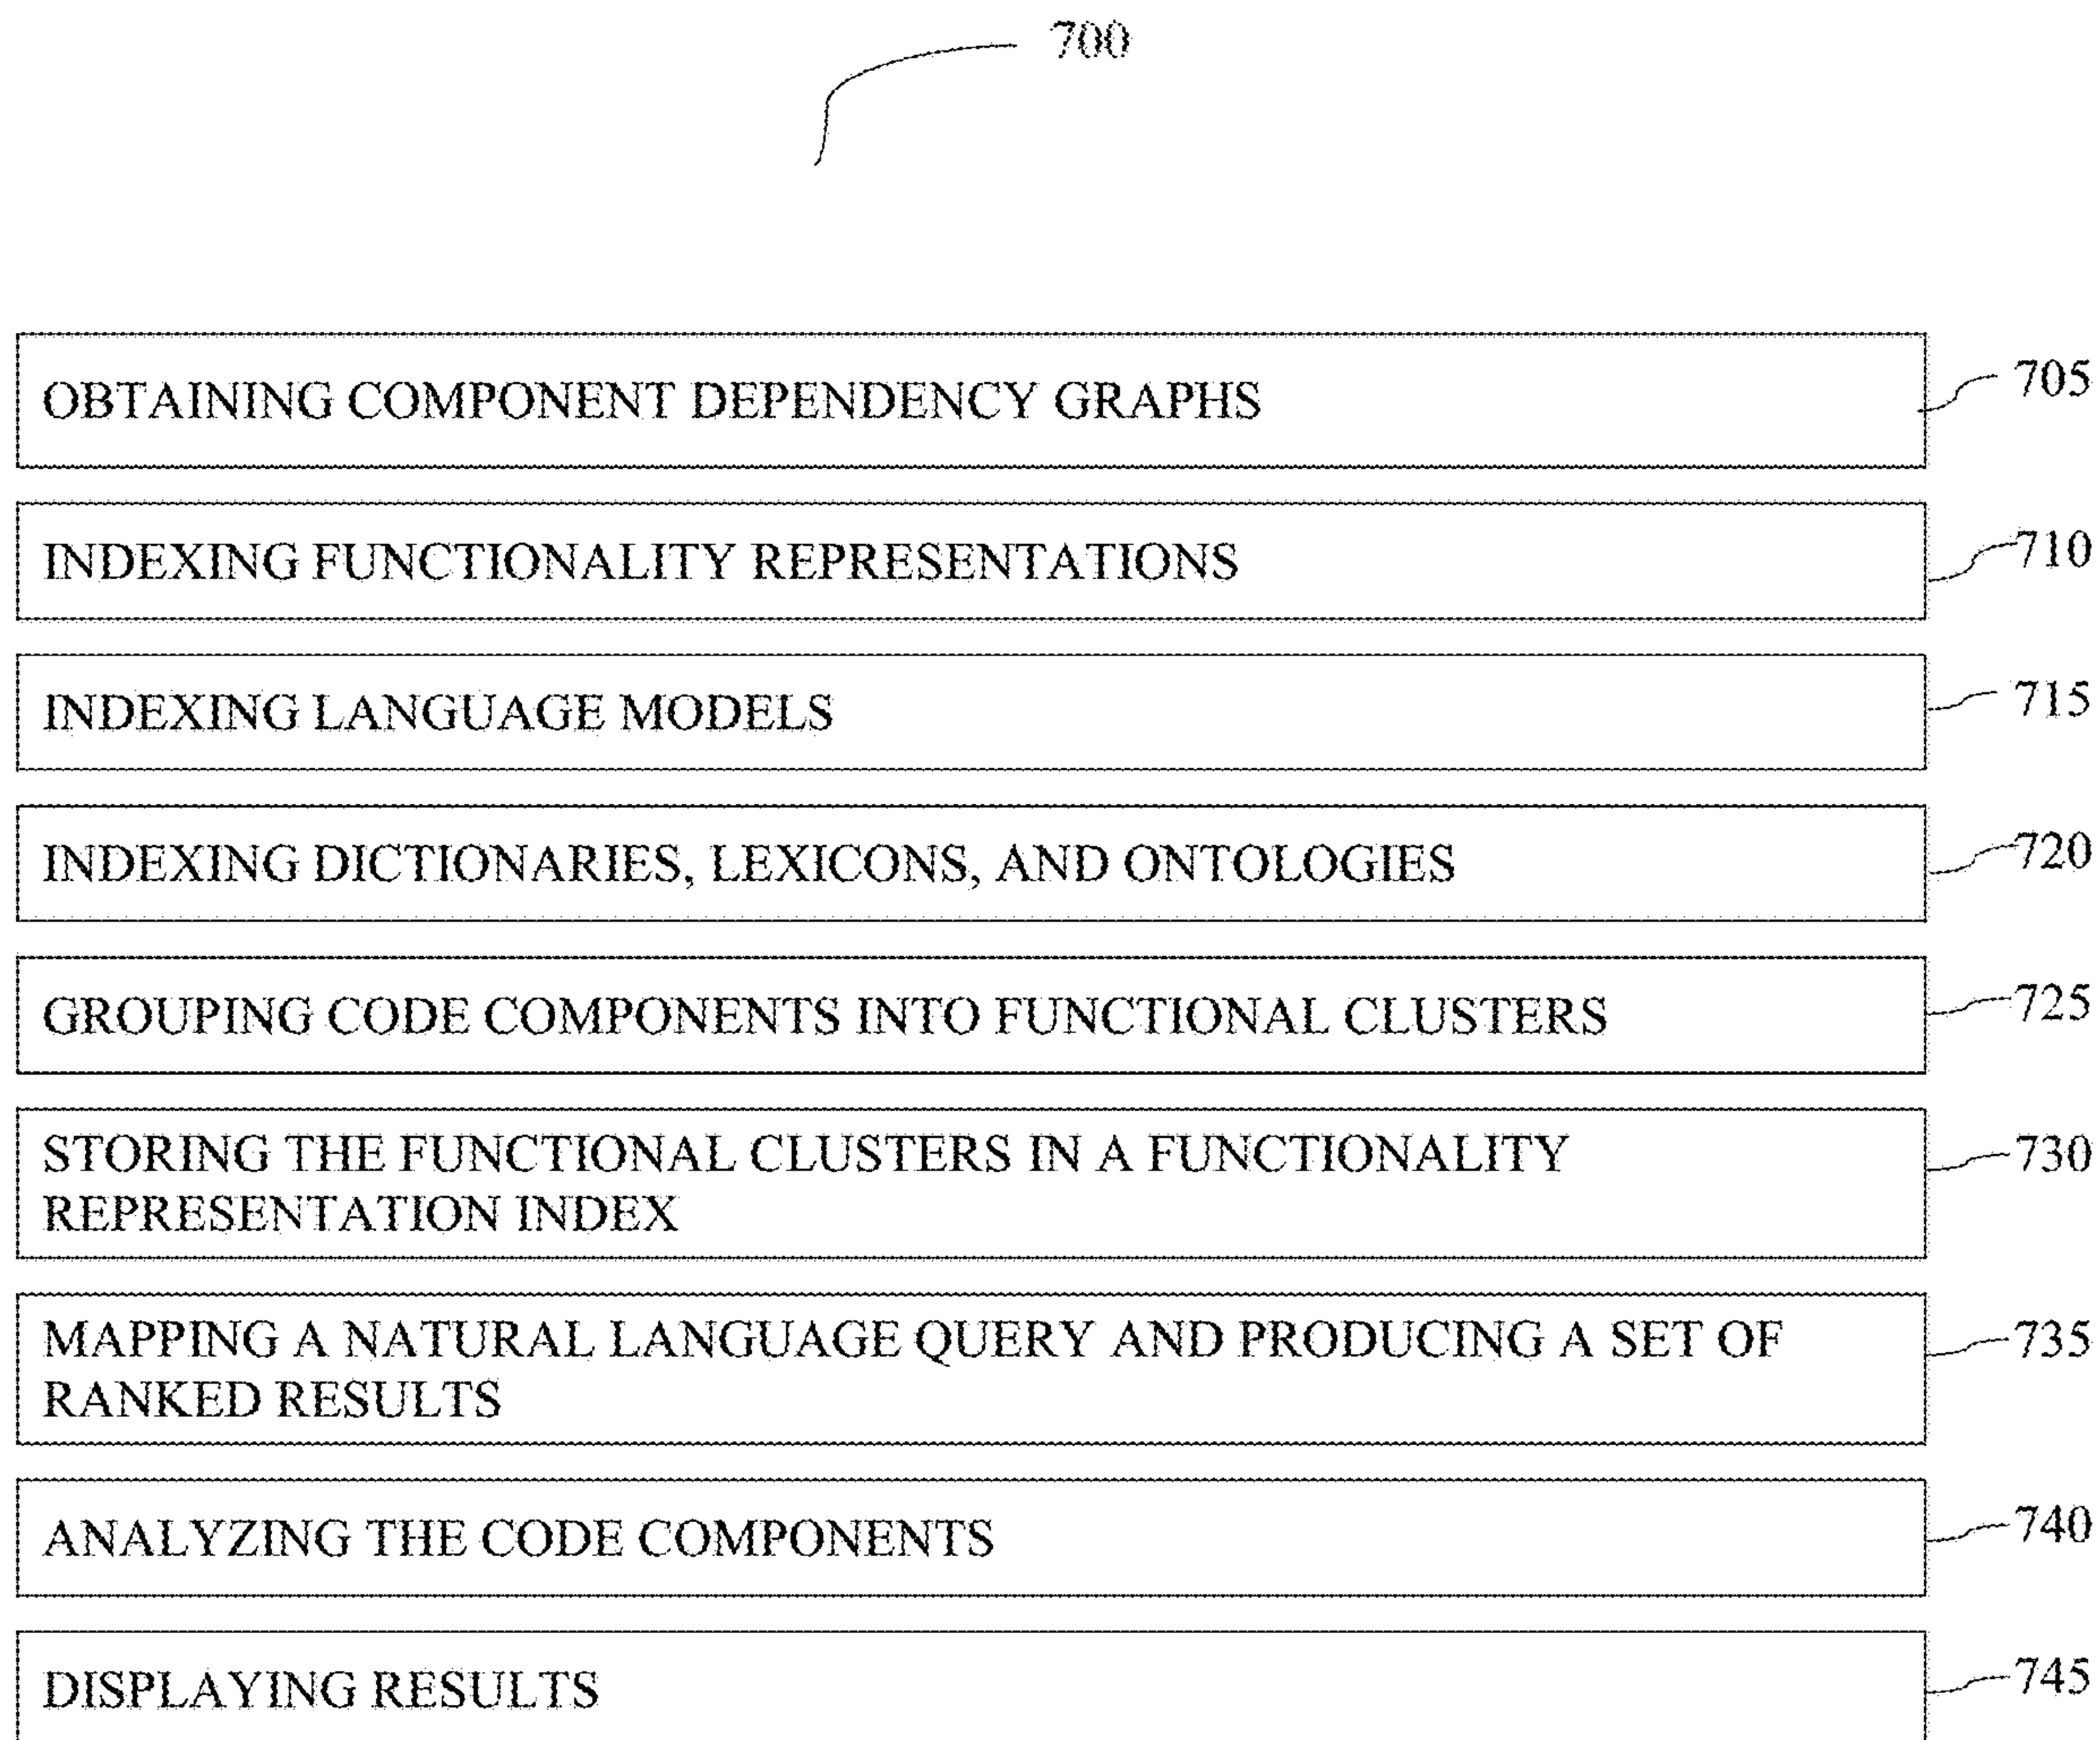 700
OBTAINING COMPONENT DEPENDENCY GRAPHS
705
INDEXING FUNCTIONALITY REPRESENTATIONS
710
INDEXING LANGUAGE MODELS
715
INDEXING DICTIONARIES, LEXICONS, AND ONTOLOGIES
720
GROUPING CODE COMPONENTS INTO FUNCTIONAL CLUSTERS
725
STORING THE FUNCTIONAL CLUSTERS IN A FUNCTIONALITY
REPRESENTATION INDEX
730
MAPPING A NATURAL LANGUAGE QUERY AND PRODUCING A SET OF
RANKED RESULTS
735
ANALYZING THE CODE COMPONENTS
740
DISPLAYING RESULTS
745